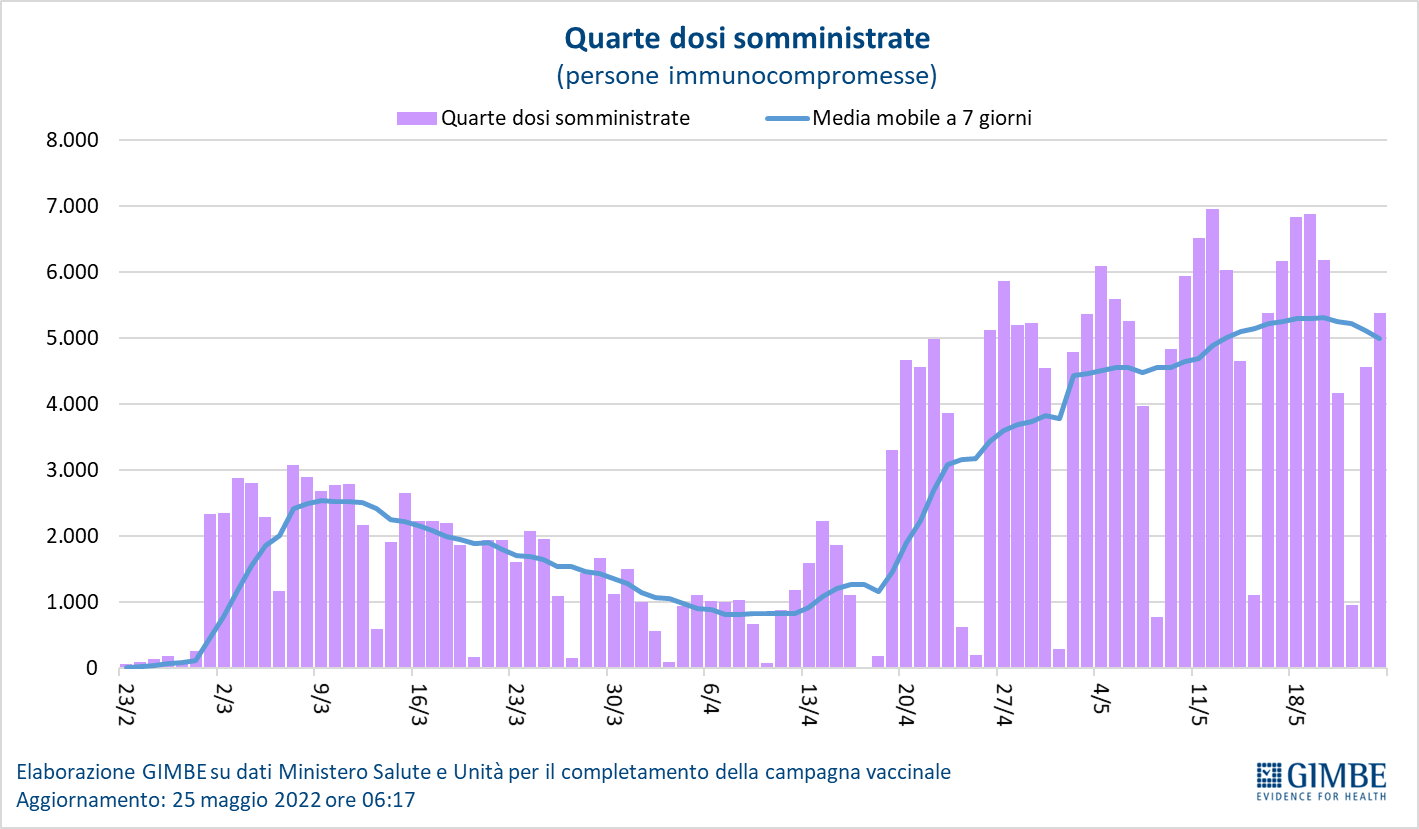 Quarte dosi somministrate
(persone immunocompromesse)
Quarte dosi somministrate
Media mobile a 7 giorni
8.000
7.000
6.000
5.000
4.000
3.000
2.000
1.000
0
23/2
2/3
9/3
16/3
23/3
30/3
6/4
13/4
20/4
27/4
4/5
11/5
18/5
Elaborazione GIMBE su dati Ministero Salute e Unità per il completamento della campagna vaccinale
Aggiornamento: 25 maggio 2022 ore 06:17
GIMBE
EVIDENCE FOR HEALTH